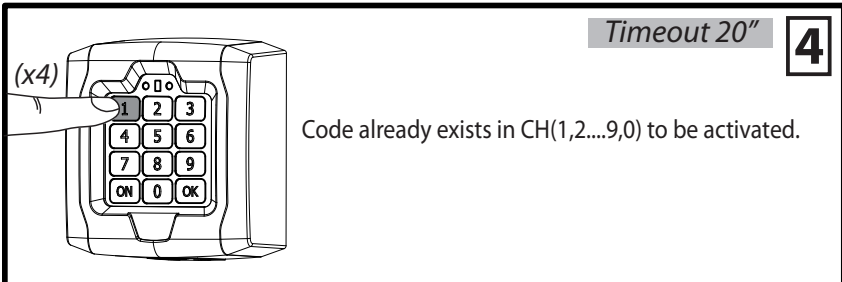 Timeout 20”
4
(x4)
1 2 3
4 5 6
7 8 9
ON 0 OK
Code already exists in CH(1,2....9,0) to be activated.